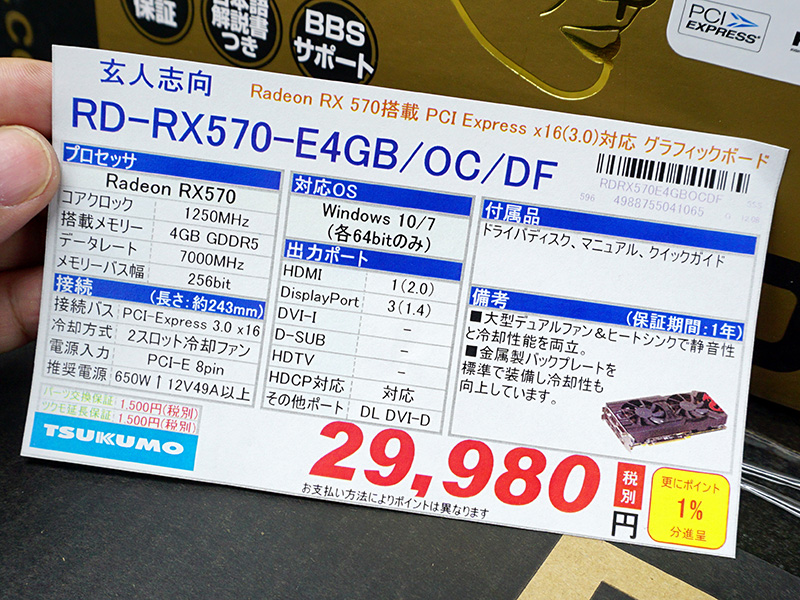 保証
日本語
解説書
つき
BBS
サポート
PCI
EXPRESS
玄人志向
Radeon RX 570搭載 PCI Express x16(3.0)対応 グラフィックボード
RD-RX570-E4GB/OC/DF
RDRX570E4GBOCDF
4988755041065
プロセッサ
Radeon RX570
コアクロック 1250MHz
搭載メモリー 4GB GDDR5
データレート 7000MHz
メモリーバス幅 256bit
接続 (長さ:約243mm)
接続バス PCI-Express 3.0 x16
冷却方式 2スロット冷却ファン
電源入力 PCI-E 8pin
推奨電源 650W | 12V49A以上
パーツ交換保証: 1,500円(税別)
ツクモ延長保証: 1,500円(税別)
TSUKUMO
対応OS
Windows 10/7
(各64bitのみ)
出力ポート
HDMI 1(2.0)
DisplayPort 3(1.4)
DVI-I -
D-SUB -
HDTV -
HDCP対応 対応
その他ポート DL DVI-D
付属品
ドライバディスク、マニュアル、クイックガイド
備考 (保証期間:1年)
■大型デュアルファン&ヒートシンクで静音性
と冷却性能を両立。
■金属製バックプレートを
標準で装備し冷却性も
向上しています。
29,980
税別
円
お支払い方法によりポイントは異なります
更にポイント
1%
分進呈